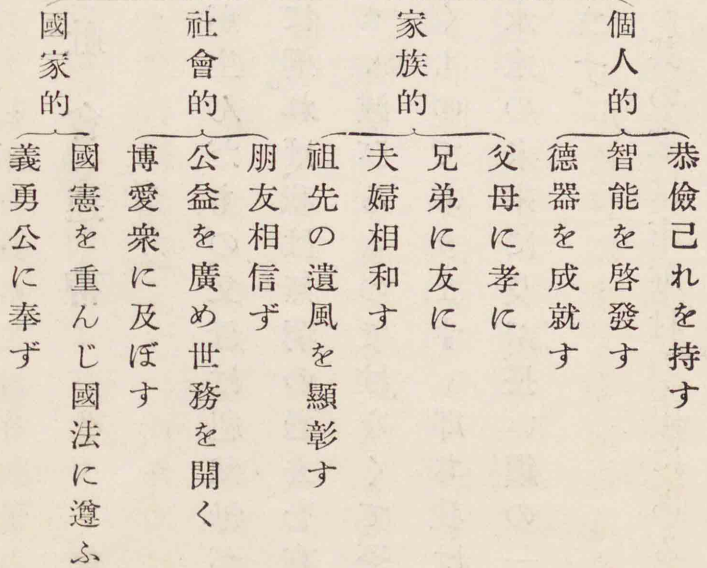 個人的
恭儉己れを持す
智能を啓發す
德器を成就す
家族的
父母に孝に
兄弟に友に
夫婦相和す
祖先の遺風を顯彰す
社會的
朋友相信ず
公益を廣め世務を開く
博愛衆に及ぼす
國家的
國憲を重んじ國法に遵ふ
義勇公に奉ず